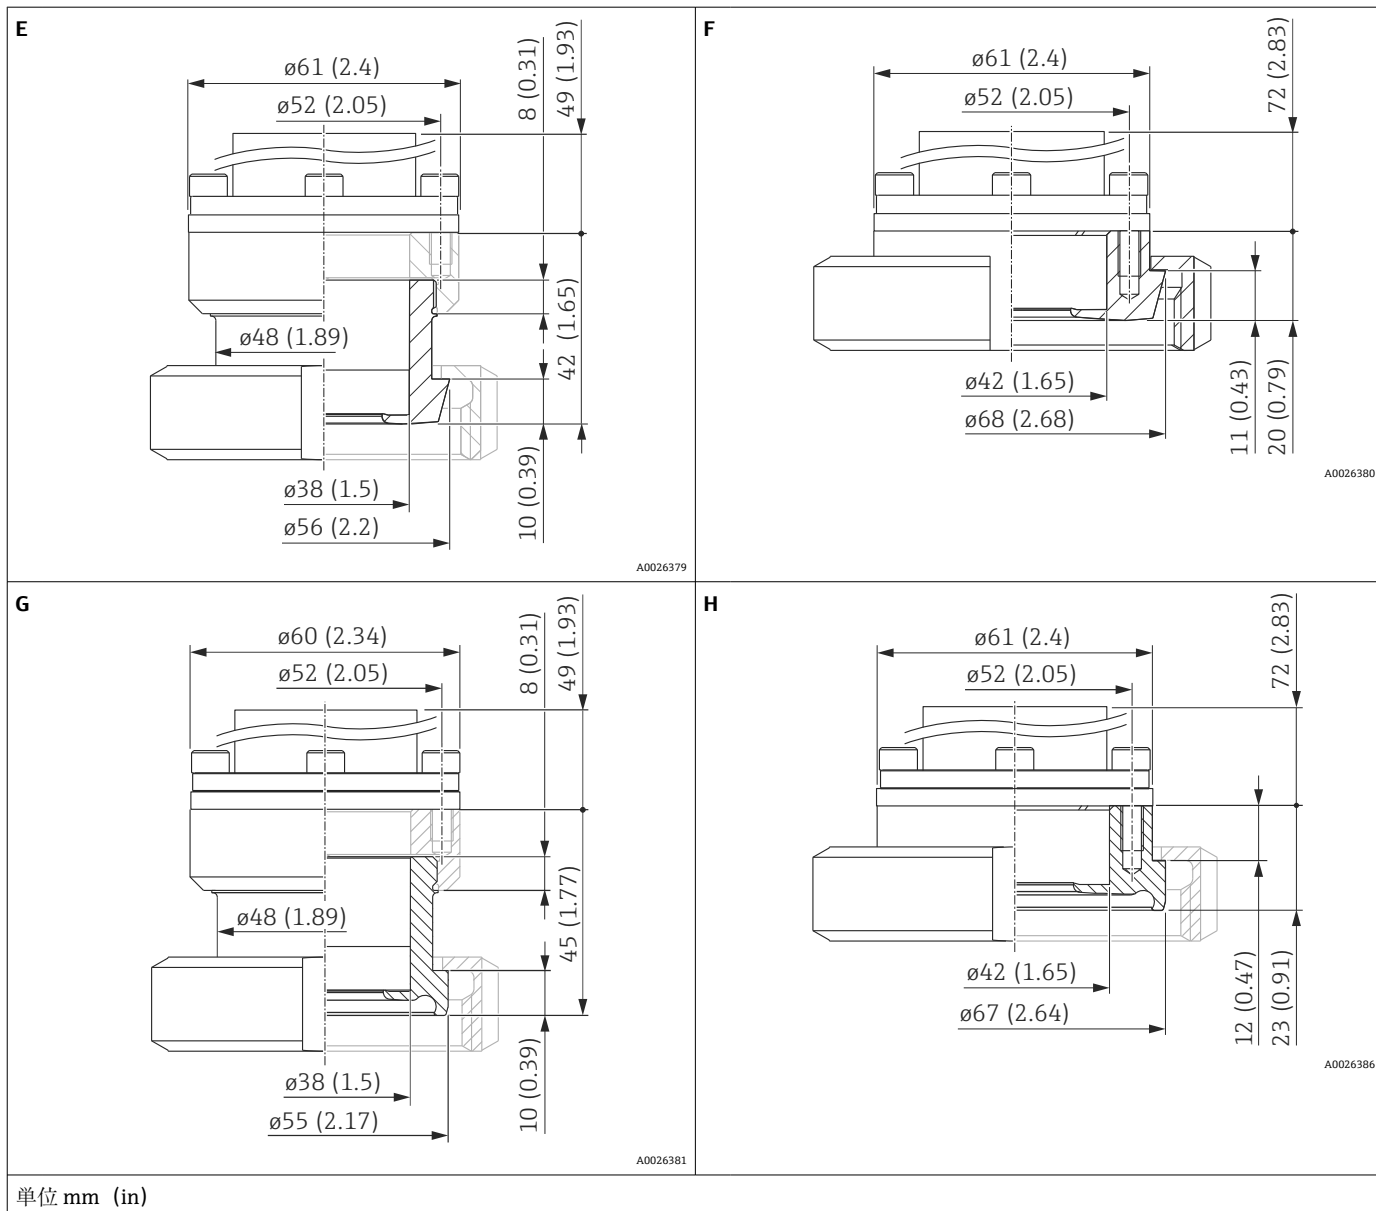 E
ø61 (2.4)
ø52 (2.05)
8 (0.31)
49 (1.93)
ø48 (1.89)
42 (1.65)
ø38 (1.5)
ø56 (2.2)
10 (0.39)
A0026379
F
ø61 (2.4)
ø52 (2.05)
72 (2.83)
ø42 (1.65)
ø68 (2.68)
11 (0.43)
20 (0.79)
A0026380
G
ø60 (2.34)
ø52 (2.05)
8 (0.31)
49 (1.93)
ø48 (1.89)
45 (1.77)
ø38 (1.5)
ø55 (2.17)
10 (0.39)
A0026381
H
ø61 (2.4)
ø52 (2.05)
72 (2.83)
ø42 (1.65)
ø67 (2.64)
12 (0.47)
23 (0.91)
A0026386
単位 mm (in)